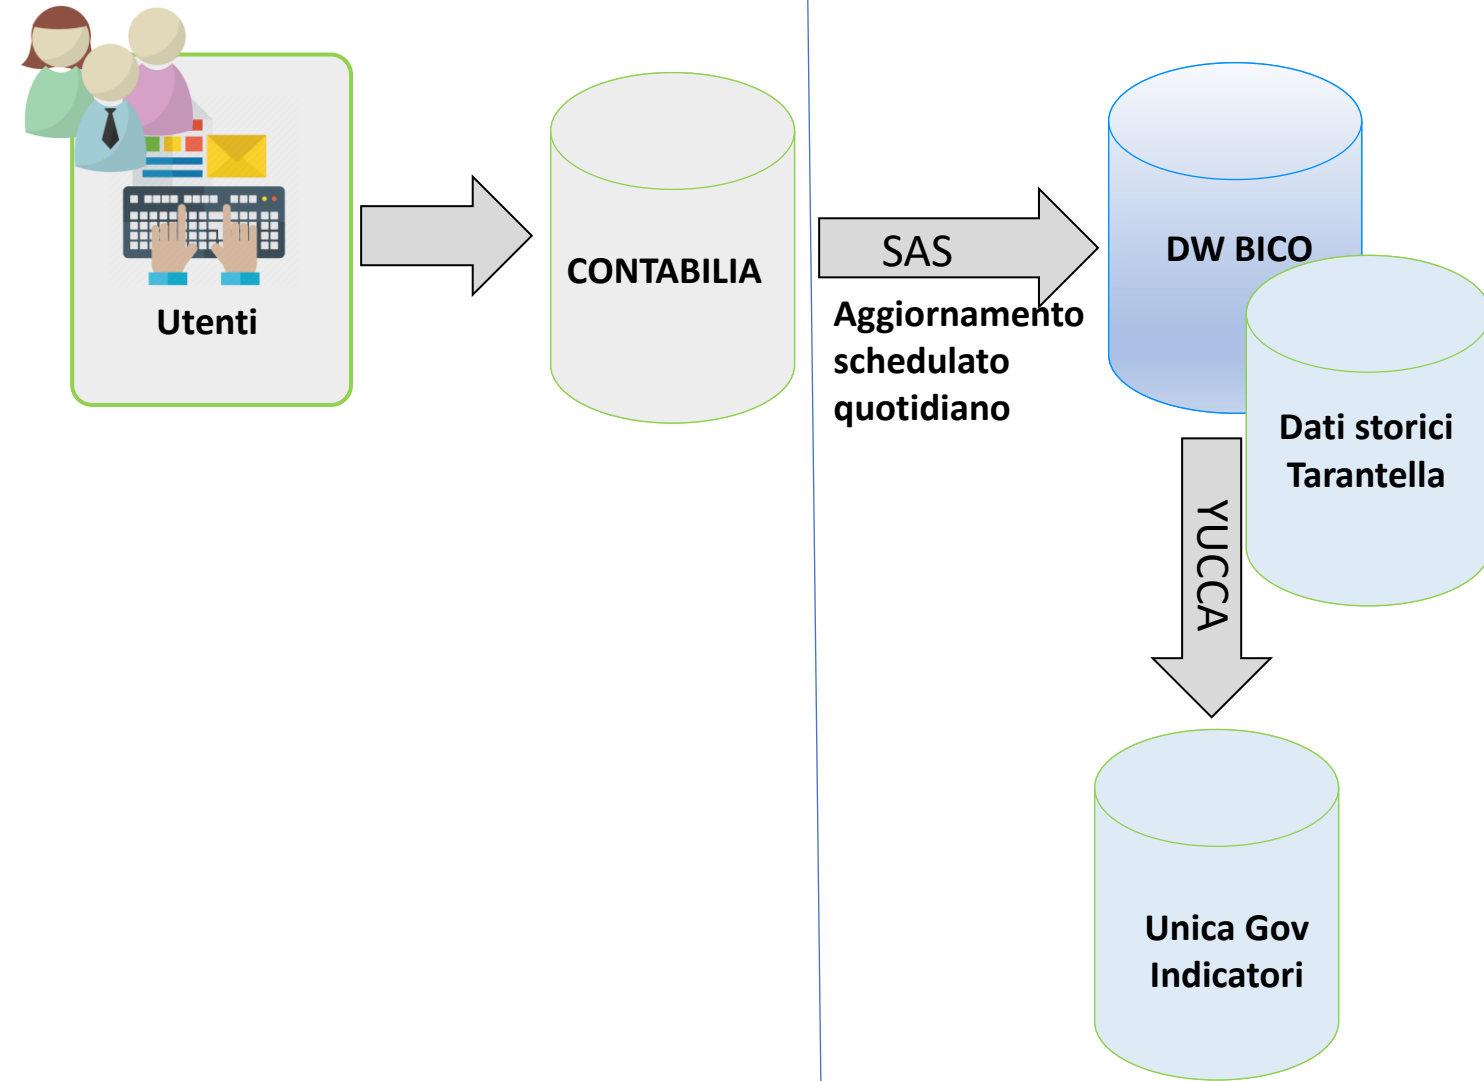 Utenti
CONTABILIA
SAS
Aggiornamento
schedulato
quotidiano
DW BICO
Dati storici
Tarantella
YUCCA
Unica Gov
Indicatori